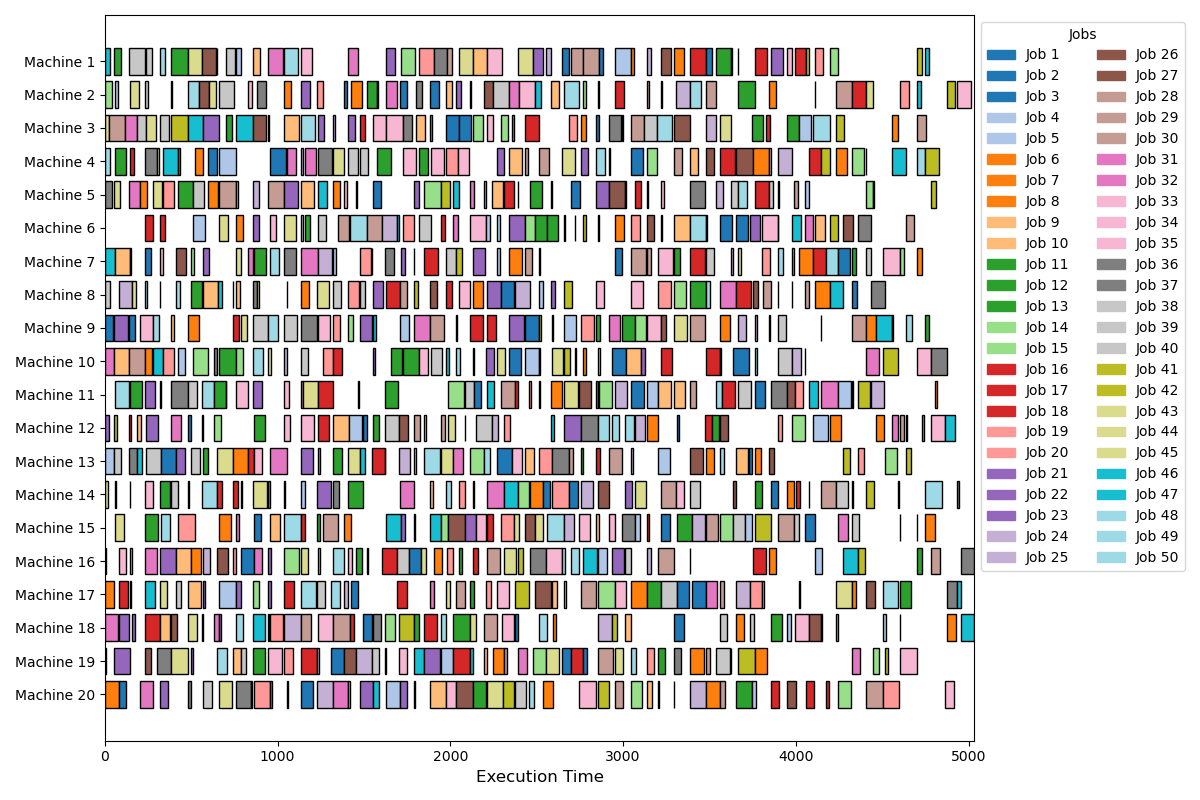 Machine 1
Machine 2
Machine 3
Machine 4
Machine 5
Machine 6
Machine 7
Machine 8
Machine 9
Machine 10
Machine 11
Machine 12
Machine 13
Machine 14
Machine 15
Machine 16
Machine 17
Machine 18
Machine 19
Machine 20
0 1000 2000 3000 4000 5000
Execution Time
Jobs
Job 1
Job 2
Job 3
Job 4
Job 5
Job 6
Job 7
Job 8
Job 9
Job 10
Job 11
Job 12
Job 13
Job 14
Job 15
Job 16
Job 17
Job 18
Job 19
Job 20
Job 21
Job 22
Job 23
Job 24
Job 25
Job 26
Job 27
Job 28
Job 29
Job 30
Job 31
Job 32
Job 33
Job 34
Job 35
Job 36
Job 37
Job 38
Job 39
Job 40
Job 41
Job 42
Job 43
Job 44
Job 45
Job 46
Job 47
Job 48
Job 49
Job 50